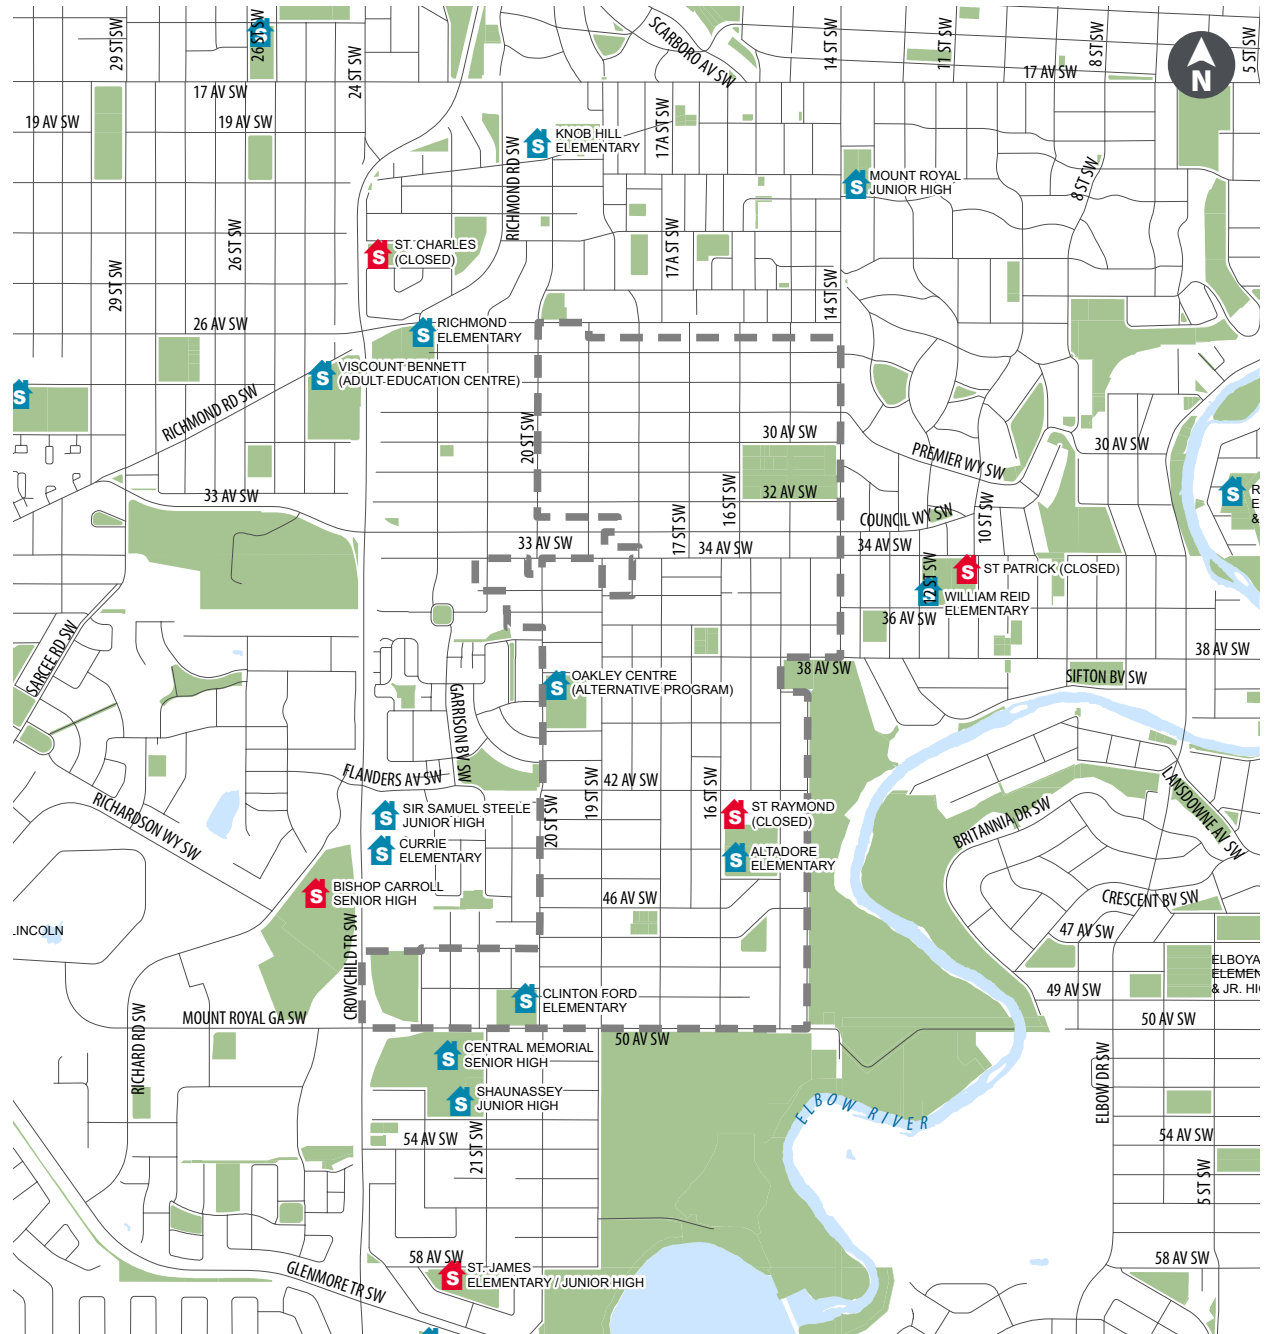 29 ST SW
26 ST SW
24 ST SW
SCARBORO AV SW
14 ST SW
11 ST SW
8 ST SW
5 ST SW
N
17 AV SW
17 AV SW
19 AV SW
19 AV SW
RICHMOND RD SW
S
KNOB HILL
ELEMENTARY
17A ST SW
S
MOUNT ROYAL
JUNIOR HIGH
8 ST SW
26 ST SW
29 ST SW
S
ST. CHARLES
(CLOSED)
17A ST SW
14 ST SW
26 AV SW
S
RICHMOND
ELEMENTARY
S
VISCOUNT BENNETT
(ADULT EDUCATION CENTRE)
S
RICHMOND RD SW
20 ST SW
30 AV SW
PREMIER WY SW
30 AV SW
33 AV SW
32 AV SW
16 ST SW
17 ST SW
COUNCIL WY SW
10 ST SW
S
R
E
&
33 AV SW
34 AV SW
34 AV SW
12 ST SW
S
ST PATRICK (CLOSED)
S
WILLIAM REID
ELEMENTARY
36 AV SW
SARCEE RD SW
38 AV SW
38 AV SW
SIFTON BV SW
S
OAKLEY CENTRE
(ALTERNATIVE PROGRAM)
GARRISON BV SW
FLANDERS AV SW
42 AV SW
19 ST SW
16 ST SW
20 ST SW
RICHARDSON WY SW
S
SIR SAMUEL STEELE
JUNIOR HIGH
S
CURRIE
ELEMENTARY
S
ST RAYMOND
(CLOSED)
S
ALTADORE
ELEMENTARY
BRITANNIA DR SW
LANSDOWNE AV SW
S
BISHOP CARROLL
SENIOR HIGH
46 AV SW
CRESCENT BV SW
LINCOLN
CROWCHILD TR SW
47 AV SW
ELBOYA
ELEMEN
& JR. HI
49 AV SW
S
CLINTON FORD
ELEMENTARY
MOUNT ROYAL GA SW
50 AV SW
50 AV SW
RICHARD RD SW
S
CENTRAL MEMORIAL
SENIOR HIGH
S
SHAUNASSEY
JUNIOR HIGH
ELBOW RIVER
ELBOW DR SW
54 AV SW
21 ST SW
54 AV SW
5 ST SW
58 AV SW
58 AV SW
S
ST. JAMES
ELEMENTARY / JUNIOR HIGH
GLENMORE TR SW